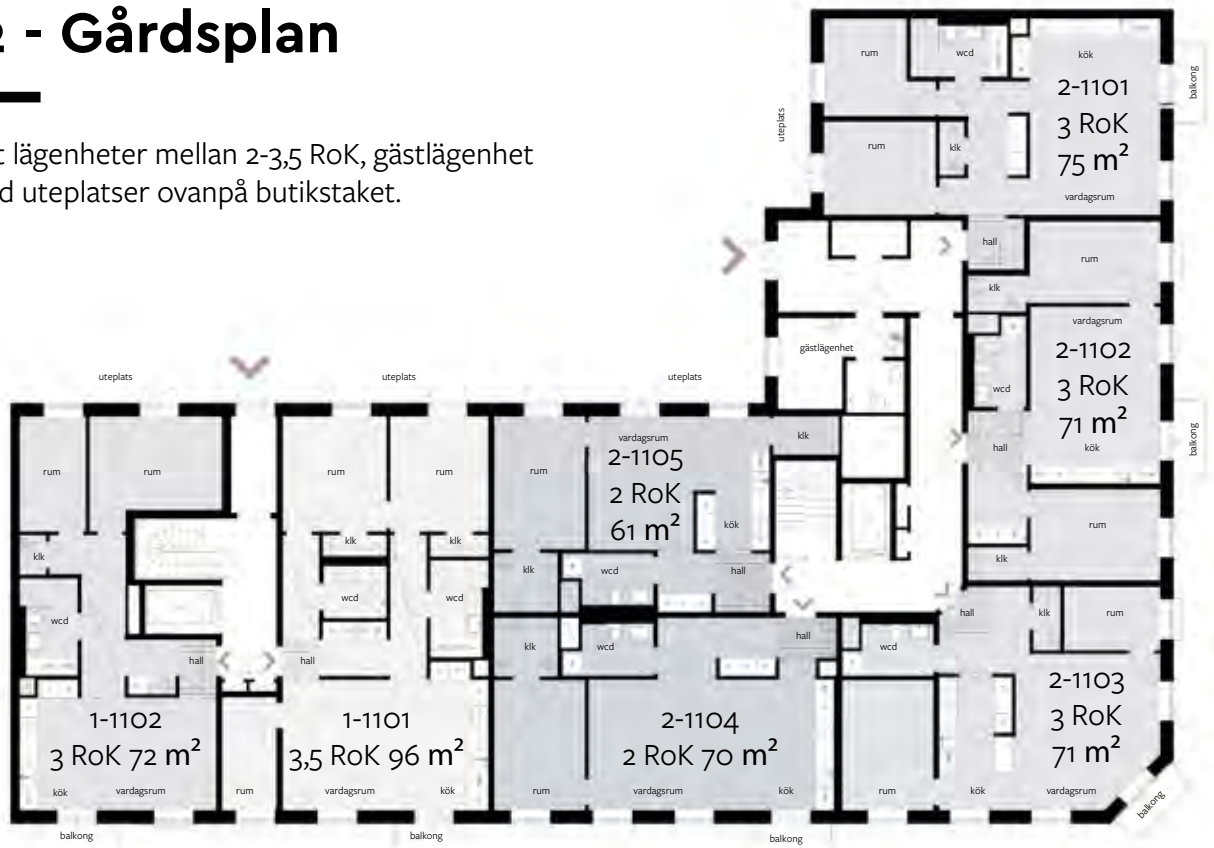 2 - Gårdsplan
t lägenheter mellan 2-3,5 RoK, gästlägenhet
d uteplatser ovanpå butikstaket.
rum
wcd
kök
balkong
2-1101
3 RoK
75 m²
uteplats
rum
klk
vardagsrum
hall
rum
klk
gästlägenhet
vardagsrum
2-1102
3 RoK
71 m²
wcd
kök
hall
balkong
rum
klk
uteplats
uteplats
uteplats
rum
rum
klk
wcd
hall
1-1102
3 RoK 72 m²
kök
vardagsrum
balkong
rum
rum
klk
klk
wcd
wcd
hall
1-1101
3,5 RoK 96 m²
rum
vardagsrum
kök
balkong
rum
vardagsrum
2-1105
2 RoK
61 m²
kök
klk
klk
wcd
hall
klk
wcd
hall
2-1104
2 RoK 70 m²
rum
vardagsrum
kök
balkong
wcd
hall
klk
rum
2-1103
3 RoK
71 m²
rum
kök
vardagsrum
balkong